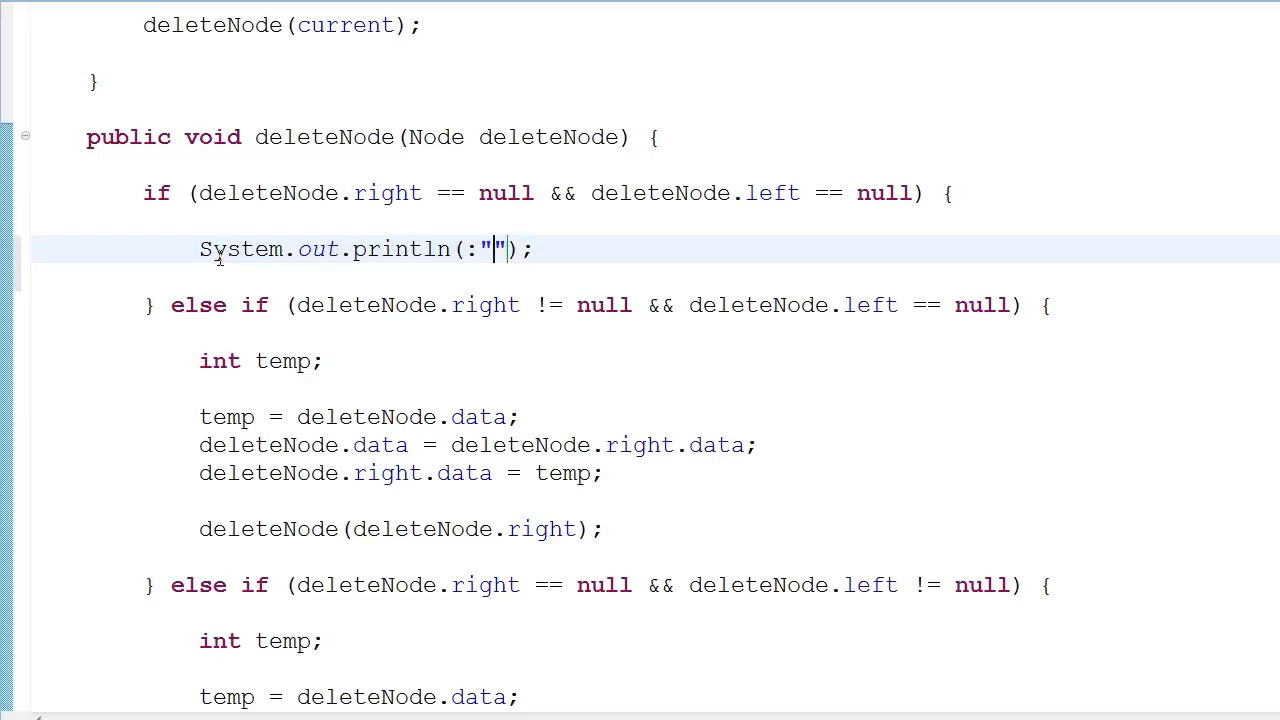 deleteNode(current);
}
public void deleteNode(Node deleteNode) {
if (deleteNode.right == null && deleteNode.left == null) {
System.out.println(:"");
} else if (deleteNode.right != null && deleteNode.left == null) {
int temp;
temp = deleteNode.data;
deleteNode.data = deleteNode.right.data;
deleteNode.right.data = temp;
deleteNode(deleteNode.right);
} else if (deleteNode.right == null && deleteNode.left != null) {
int temp;
temp = deleteNode.data;